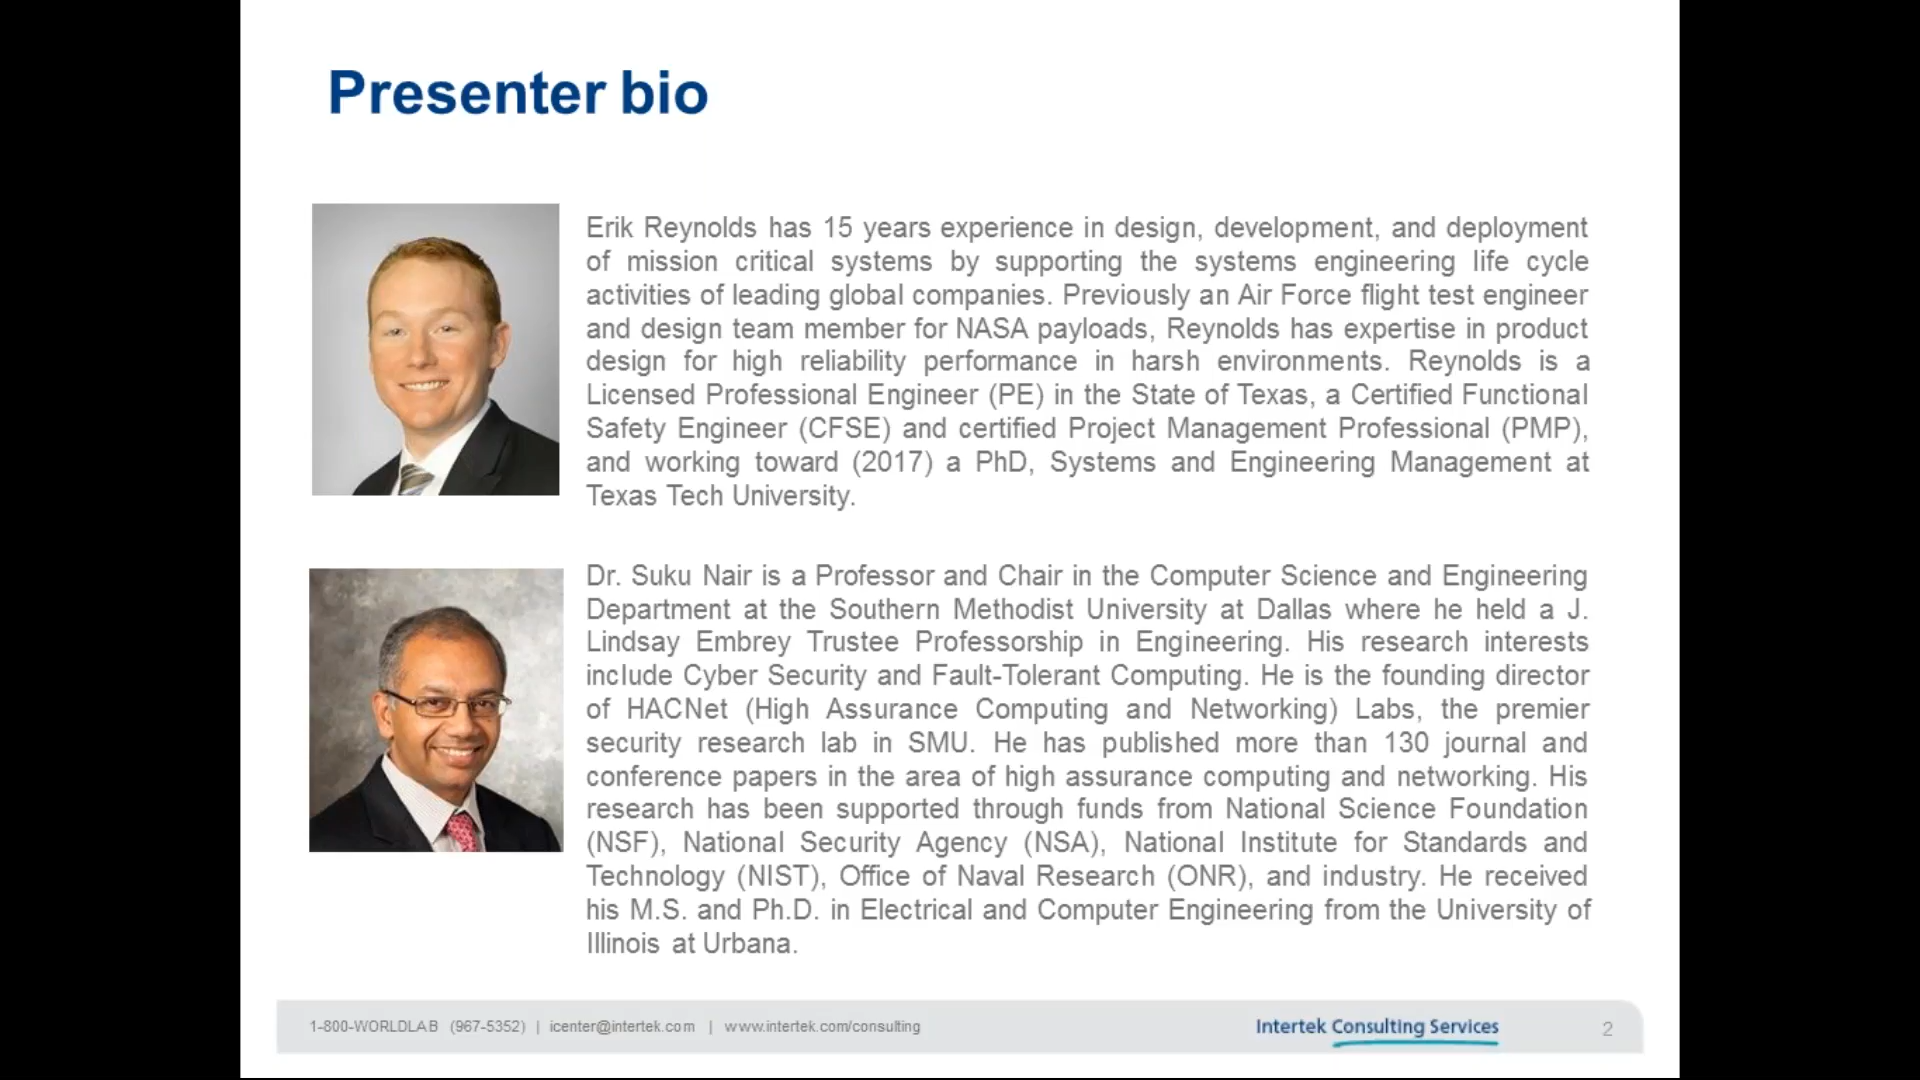 Presenter bio
Erik Reynolds has 15 years experience in design, development, and deployment
of mission critical systems by supporting the systems engineering life cycle
activities of leading global companies. Previously an Air Force flight test engineer
and design team member for NASA payloads, Reynolds has expertise in product
design for high reliability performance in harsh environments. Reynolds is a
Licensed Professional Engineer (PE) in the State of Texas, a Certified Functional
Safety Engineer (CFSE) and certified Project Management Professional (PMP),
and working toward (2017) a PhD, Systems and Engineering Management at
Texas Tech University.
Dr. Suku Nair is a Professor and Chair in the Computer Science and Engineering
Department at the Southern Methodist University at Dallas where he held a J.
Lindsay Embrey Trustee Professorship in Engineering. His research interests
include Cyber Security and Fault-Tolerant Computing. He is the founding director
of HACNet (High Assurance Computing and Networking) Labs, the premier
security research lab in SMU. He has published more than 130 journal and
conference papers in the area of high assurance computing and networking. His
research has been supported through funds from National Science Foundation
(NSF), National Security Agency (NSA), National Institute for Standards and
Technology (NIST), Office of Naval Research (ONR), and industry. He received
his M.S. and Ph.D. in Electrical and Computer Engineering from the University of
Illinois at Urbana.
1-800-WORLDLAB (967-5352) | icenter@intertek.com | www.intertek.com/consulting
Intertek Consulting Services
2